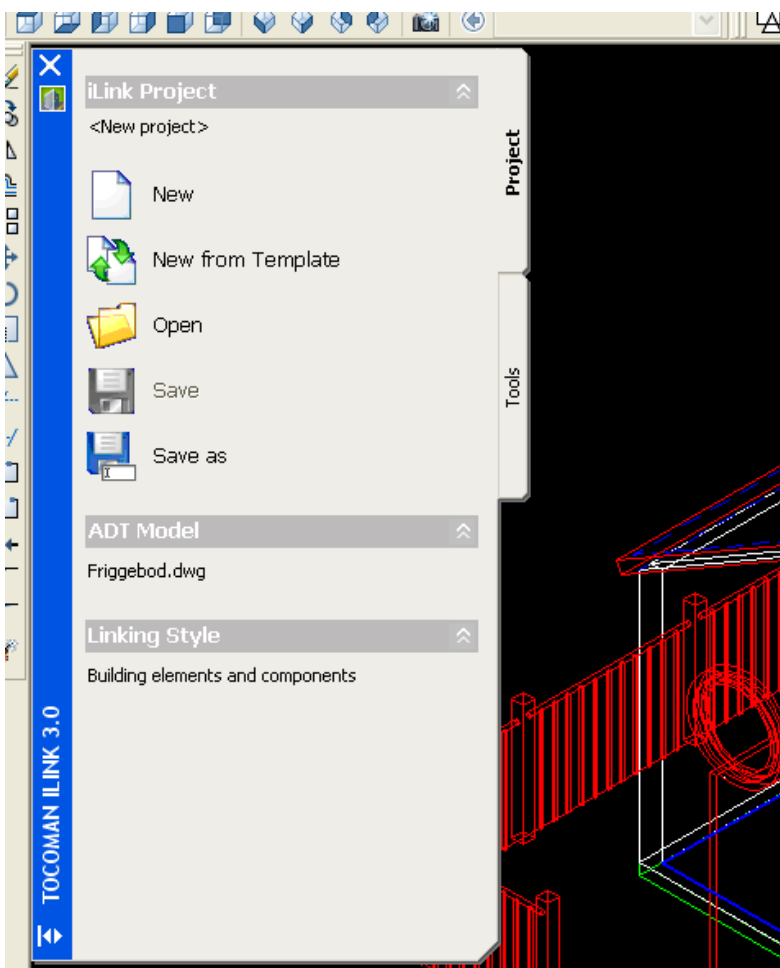 iLink Project
<New project>
New
New from Template
Open
Save
Save as
ADT Model
Friggebod.dwg
Linking Style
Building elements and components
Project
Tools
TOCOMAN ILINK 3.0